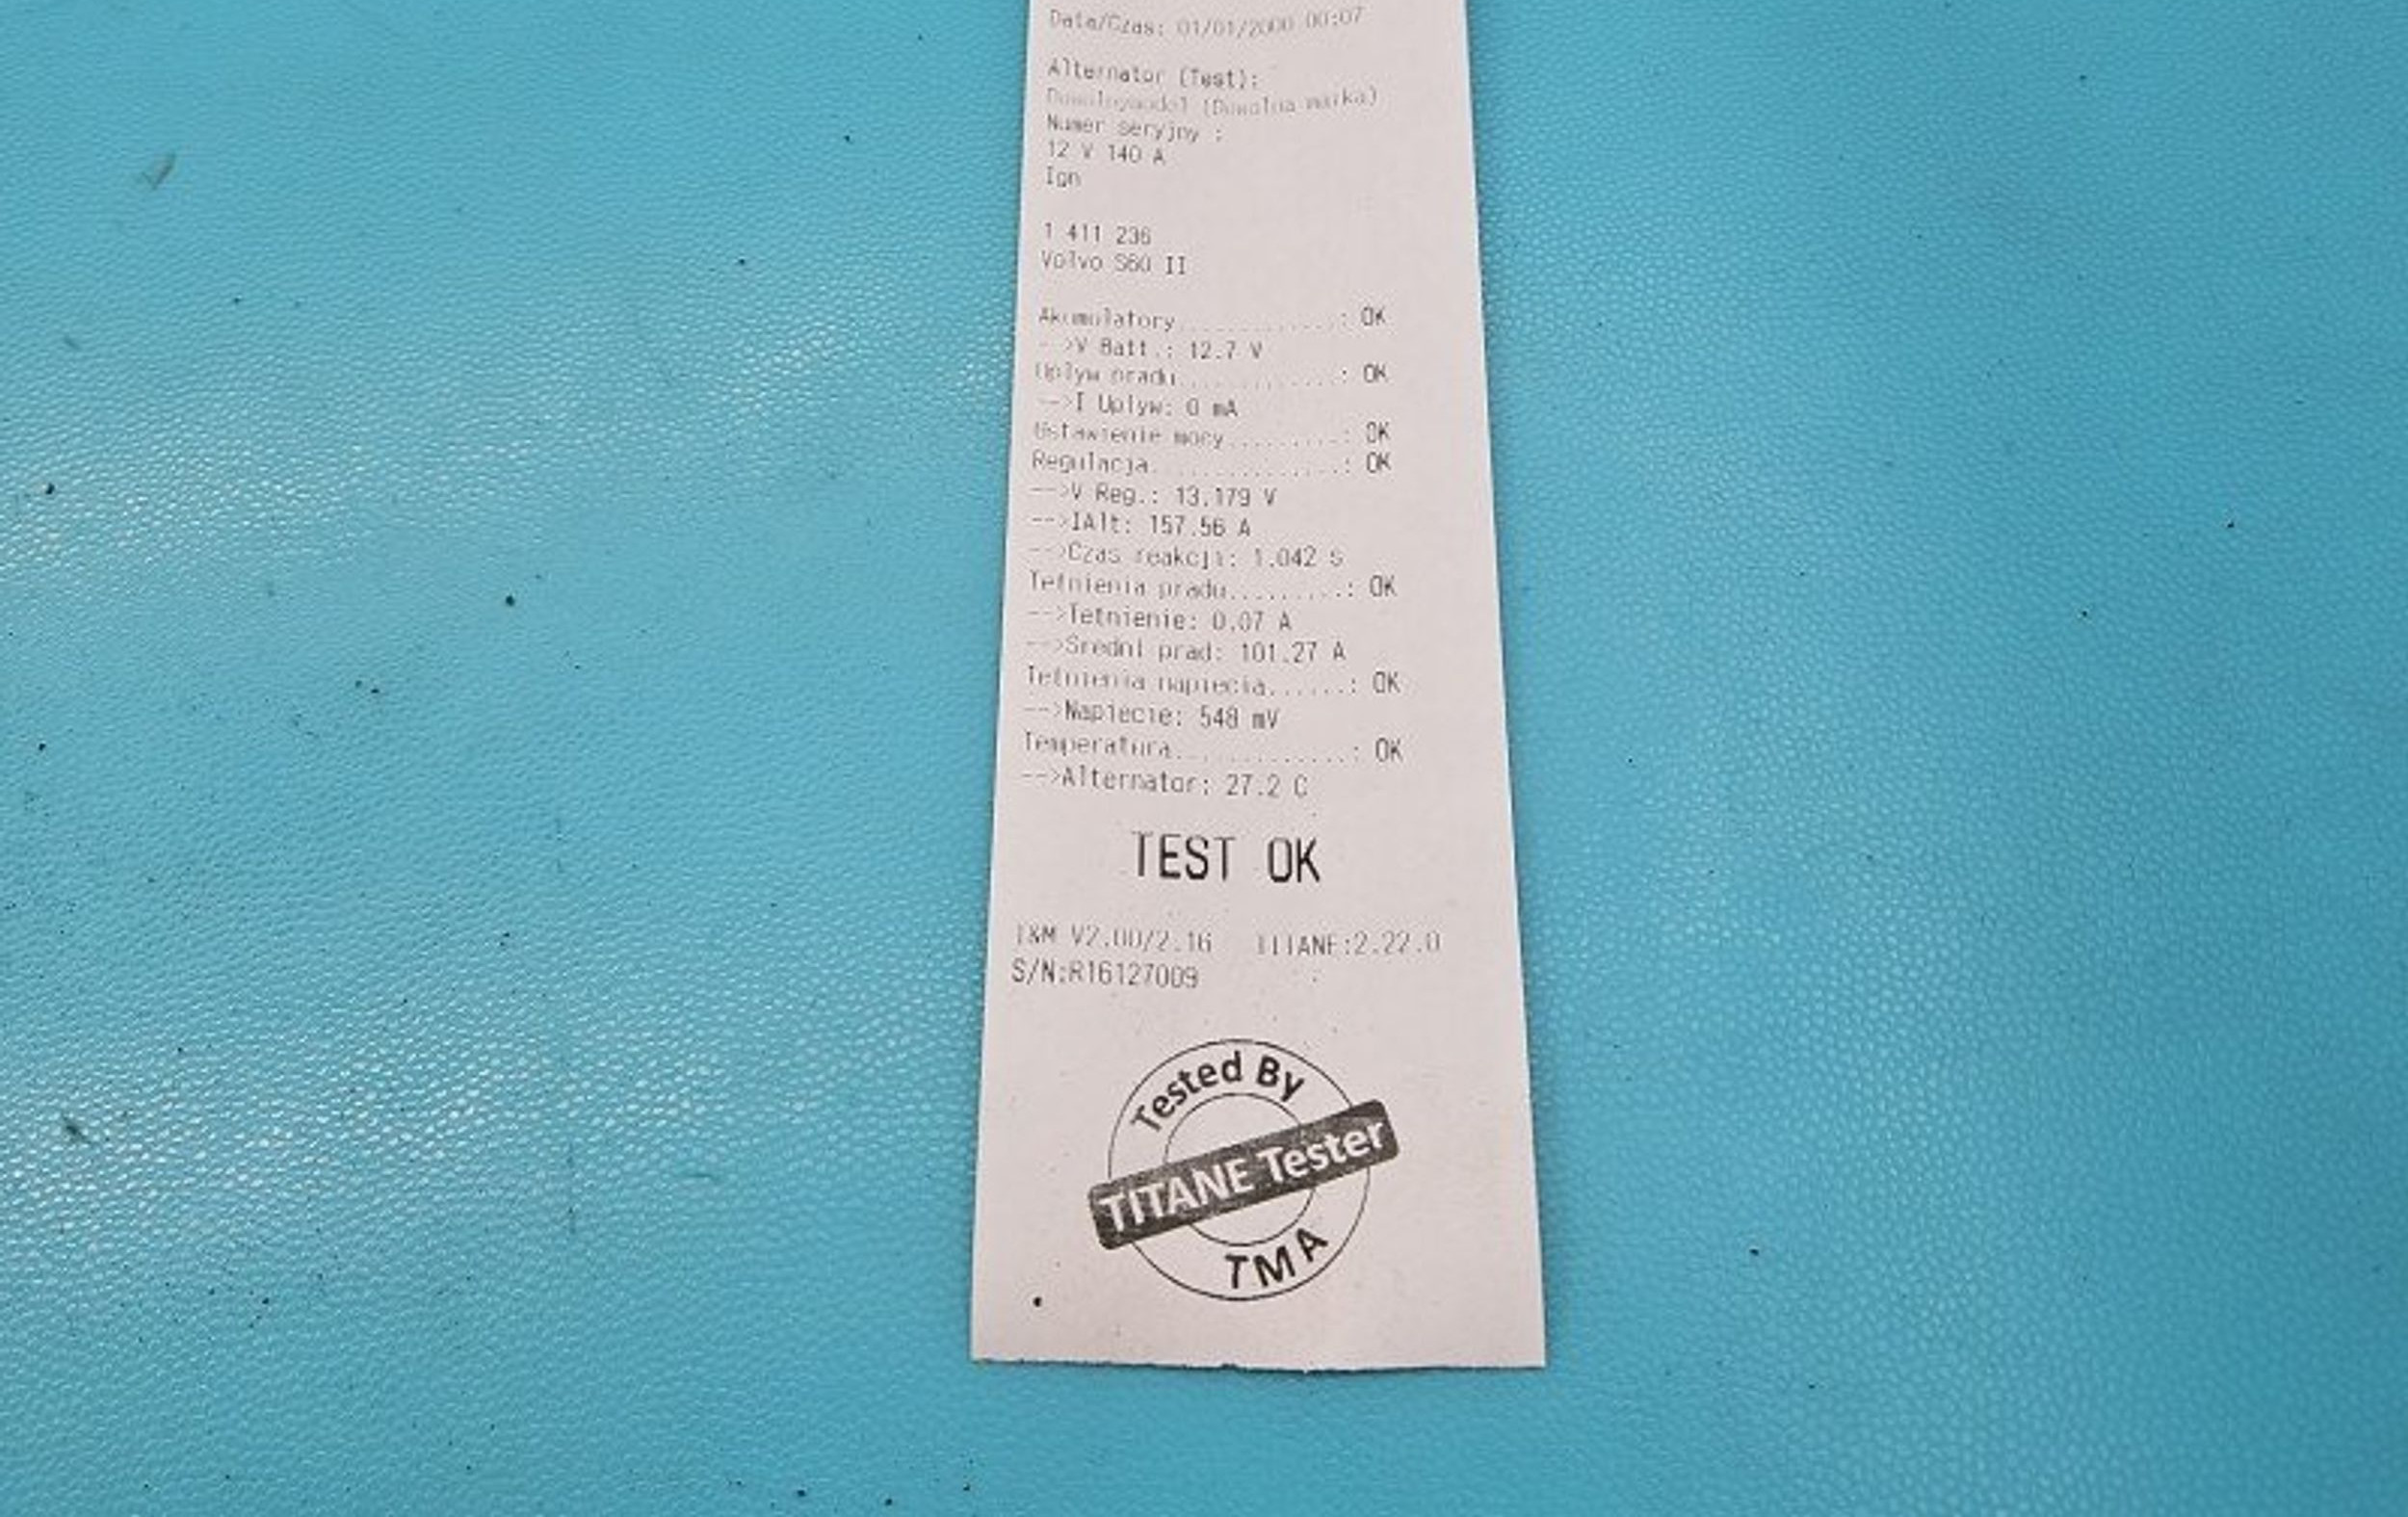 Data/Czas: 01/01/2000 00:07
Alternator (Test):
Dowolnymodel (Dowolna marka)
Numer seryjny :
12 V 140 A
Ign
1 411 236
Volvo S60 II
Akumulatory..............: OK
-->V Batt.: 12.7 V
Uplyw pradu.............: OK
-->I Uplyw: 0 mA
Ustawienie mocy.........: OK
Regulacja...............: OK
-->V Reg.: 13.179 V
-->IAlt: 157.56 A
-->Czas reakcji: 1.042 s
Tetnienia pradu.........: OK
-->Tetnienie: 0.07 A
-->Sredni prad: 101.27 A
Tetnienia napiecia......: OK
-->Napiecie: 548 mV
Temperatura.............: OK
-->Alternator: 27.2 C
TEST OK
I&M V2.00/2.16 TITANE:2.22.0
S/N:R16127009
Tested By
TITANE Tester
TMA